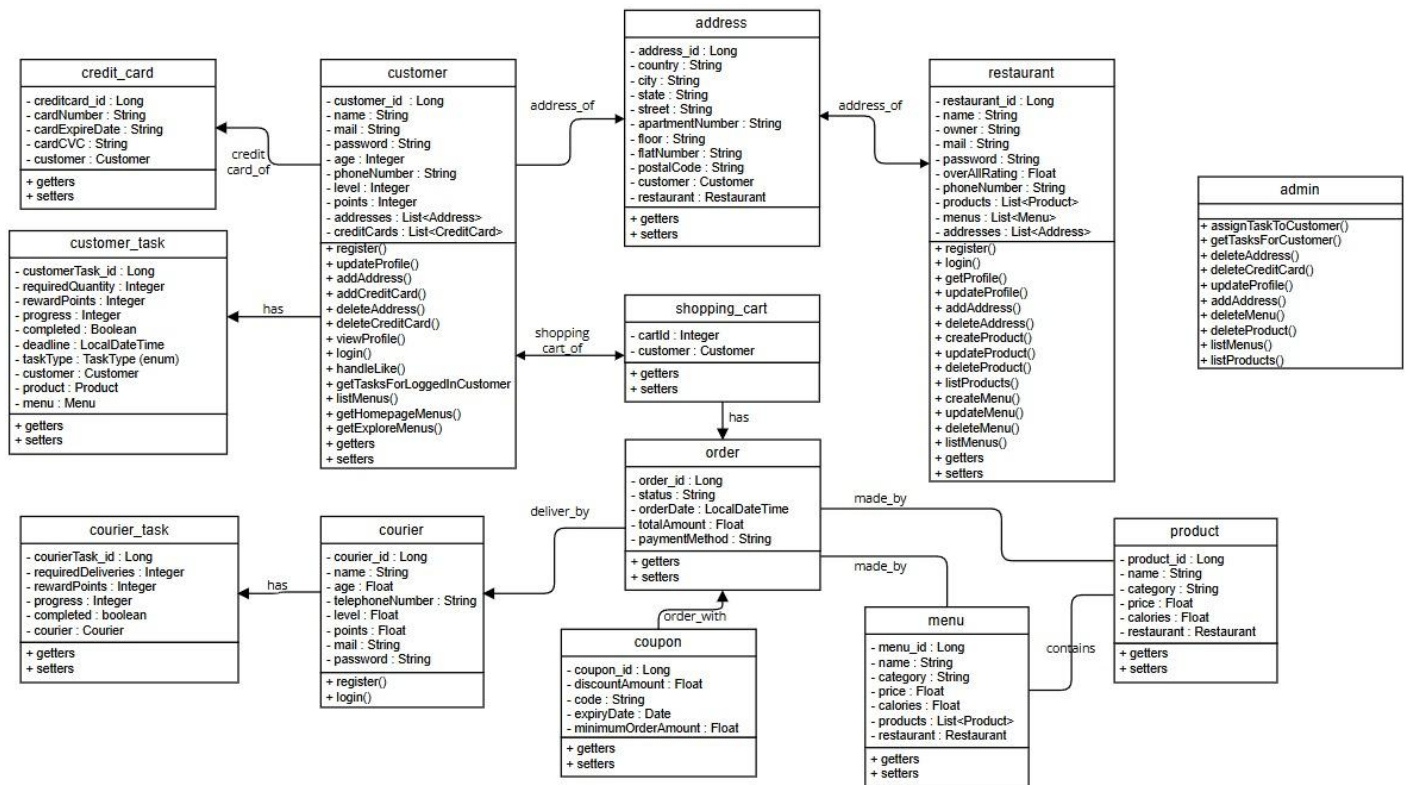 credit_card
- creditcard_id : Long
- cardNumber : String
- cardExpireDate : String
- cardCVC : String
- customer : Customer
+ getters
+ setters
credit
card_of
customer
- customer_id : Long
- name : String
- mail : String
- password : String
- age : Integer
- phoneNumber : String
- level : Integer
- points : Integer
- addresses : List<Address>
- creditCards : List<CreditCard>
+ register()
+ updateProfile()
+ addAddress()
+ addCreditCard()
+ deleteAddress()
+ deleteCreditCard()
+ viewProfile()
+ login()
+ handleLike()
+ getTasksForLoggedInCustomer
+ listMenus()
+ getHomepageMenus()
+ getExploreMenus()
+ getters
+ setters
address_of
address
- address_id : Long
- country : String
- city : String
- state : String
- street : String
- apartmentNumber : String
- floor : String
- flatNumber : String
- postalCode : String
- customer : Customer
- restaurant : Restaurant
+ getters
+ setters
address_of
restaurant
- restaurant_id : Long
- name : String
- owner : String
- mail : String
- password : String
- overAllRating : Float
- phoneNumber : String
- products : List<Product>
- menus : List<Menu>
- addresses : List<Address>
+ register()
+ login()
+ getProfile()
+ updateProfile()
+ addAddress()
+ deleteAddress()
+ createProduct()
+ updateProduct()
+ deleteProduct()
+ listProducts()
+ createMenu()
+ updateMenu()
+ deleteMenu()
+ listMenus()
+ getters
+ setters
admin
+ assignTaskToCustomer()
+ getTasksForCustomer()
+ deleteAddress()
+ deleteCreditCard()
+ updateProfile()
+ addAddress()
+ deleteMenu()
+ deleteProduct()
+ listMenus()
+ listProducts()
customer_task
- customerTask_id : Long
- requiredQuantity : Integer
- rewardPoints : Integer
- progress : Integer
- completed : Boolean
- deadline : LocalDateTime
- taskType : TaskType (enum)
- customer : Customer
- product : Product
- menu : Menu
+ getters
+ setters
has
shopping
cart_of
shopping_cart
- cartId : Integer
- customer : Customer
+ getters
+ setters
has
order
- order_id : Long
- status : String
- orderDate : LocalDateTime
- totalAmount : Float
- paymentMethod : String
+ getters
+ setters
made_by
made_by
deliver_by
courier_task
- courierTask_id : Long
- requiredDeliveries : Integer
- rewardPoints : Integer
- progress : Integer
- completed : boolean
- courier : Courier
+ getters
+ setters
has
courier
- courier_id : Long
- name : String
- age : Float
- telephoneNumber : String
- level : Float
- points : Float
- mail : String
- password : String
+ register()
+ login()
order_with
coupon
- coupon_id : Long
- discountAmount : Float
- code : String
- expiryDate : Date
- minimumOrderAmount : Float
+ getters
+ setters
menu
- menu_id : Long
- name : String
- category : String
- price : Float
- calories : Float
- products : List<Product>
- restaurant : Restaurant
+ getters
+ setters
contains
product
- product_id : Long
- name : String
- category : String
- price : Float
- calories : Float
- restaurant : Restaurant
+ getters
+ setters